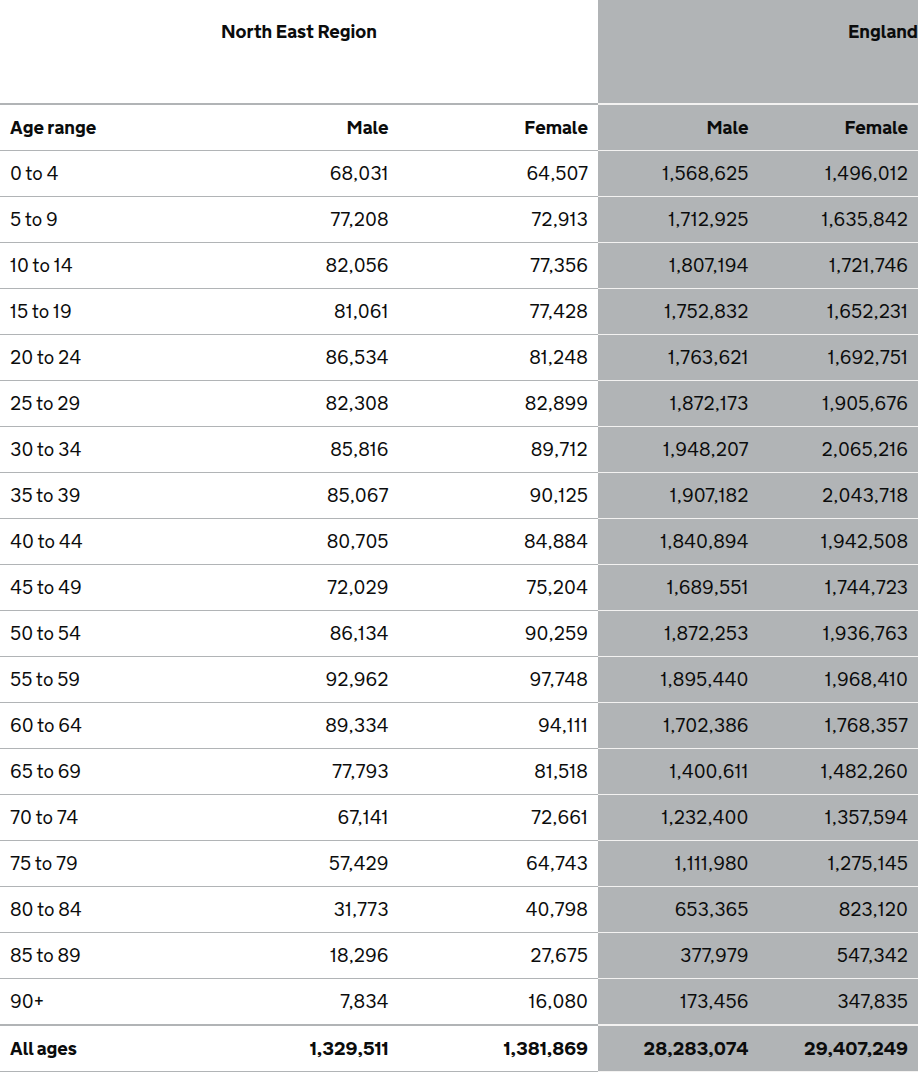 North East Region England
Age range Male Female Male Female
0 to 4 68,031 64,507 1,568,625 1,496,012
5 to 9 77,208 72,913 1,712,925 1,635,842
10 to 14 82,056 77,356 1,807,194 1,721,746
15 to 19 81,061 77,428 1,752,832 1,652,231
20 to 24 86,534 81,248 1,763,621 1,692,751
25 to 29 82,308 82,899 1,872,173 1,905,676
30 to 34 85,816 89,712 1,948,207 2,065,216
35 to 39 85,067 90,125 1,907,182 2,043,718
40 to 44 80,705 84,884 1,840,894 1,942,508
45 to 49 72,029 75,204 1,689,551 1,744,723
50 to 54 86,134 90,259 1,872,253 1,936,763
55 to 59 92,962 97,748 1,895,440 1,968,410
60 to 64 89,334 94,111 1,702,386 1,768,357
65 to 69 77,793 81,518 1,400,611 1,482,260
70 to 74 67,141 72,661 1,232,400 1,357,594
75 to 79 57,429 64,743 1,111,980 1,275,145
80 to 84 31,773 40,798 653,365 823,120
85 to 89 18,296 27,675 377,979 547,342
90+ 7,834 16,080 173,456 347,835
All ages 1,329,511 1,381,869 28,283,074 29,407,249